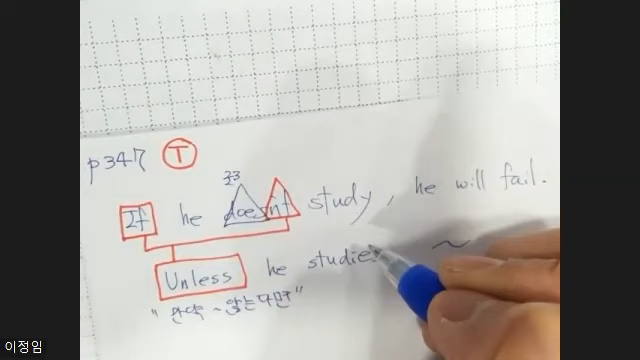 p347 T
조동
If he doesn't study, he will fail.
Unless he studies ~
"만약 ~ 않는다면"
이정임